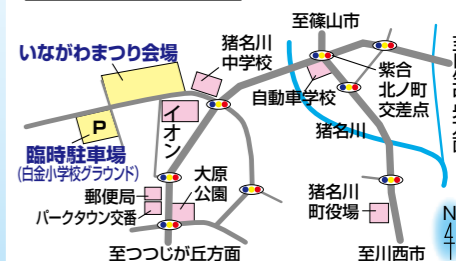 至篠山市
いながわまつり会場
猪名川
中学校
自動車学校
紫合
北ノ町
交差点
イオン
P
臨時駐車場
(白金小学校グラウンド)
猪名川
大原
公園
郵便局
パークタウン交番
猪名川
町役場
至つつじが丘方面
至川西市
N
4